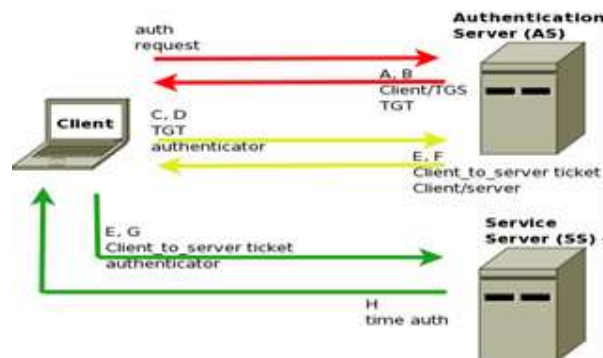 auth
request
Authentication
Server (AS)
A, B
Client/TGS
TGT
Client
C, D
TGT
authenticator
E, F
Client_to_server ticket
Client/server
E, G
Client_to_server ticket
authenticator
Service
Server (SS)
H
time auth